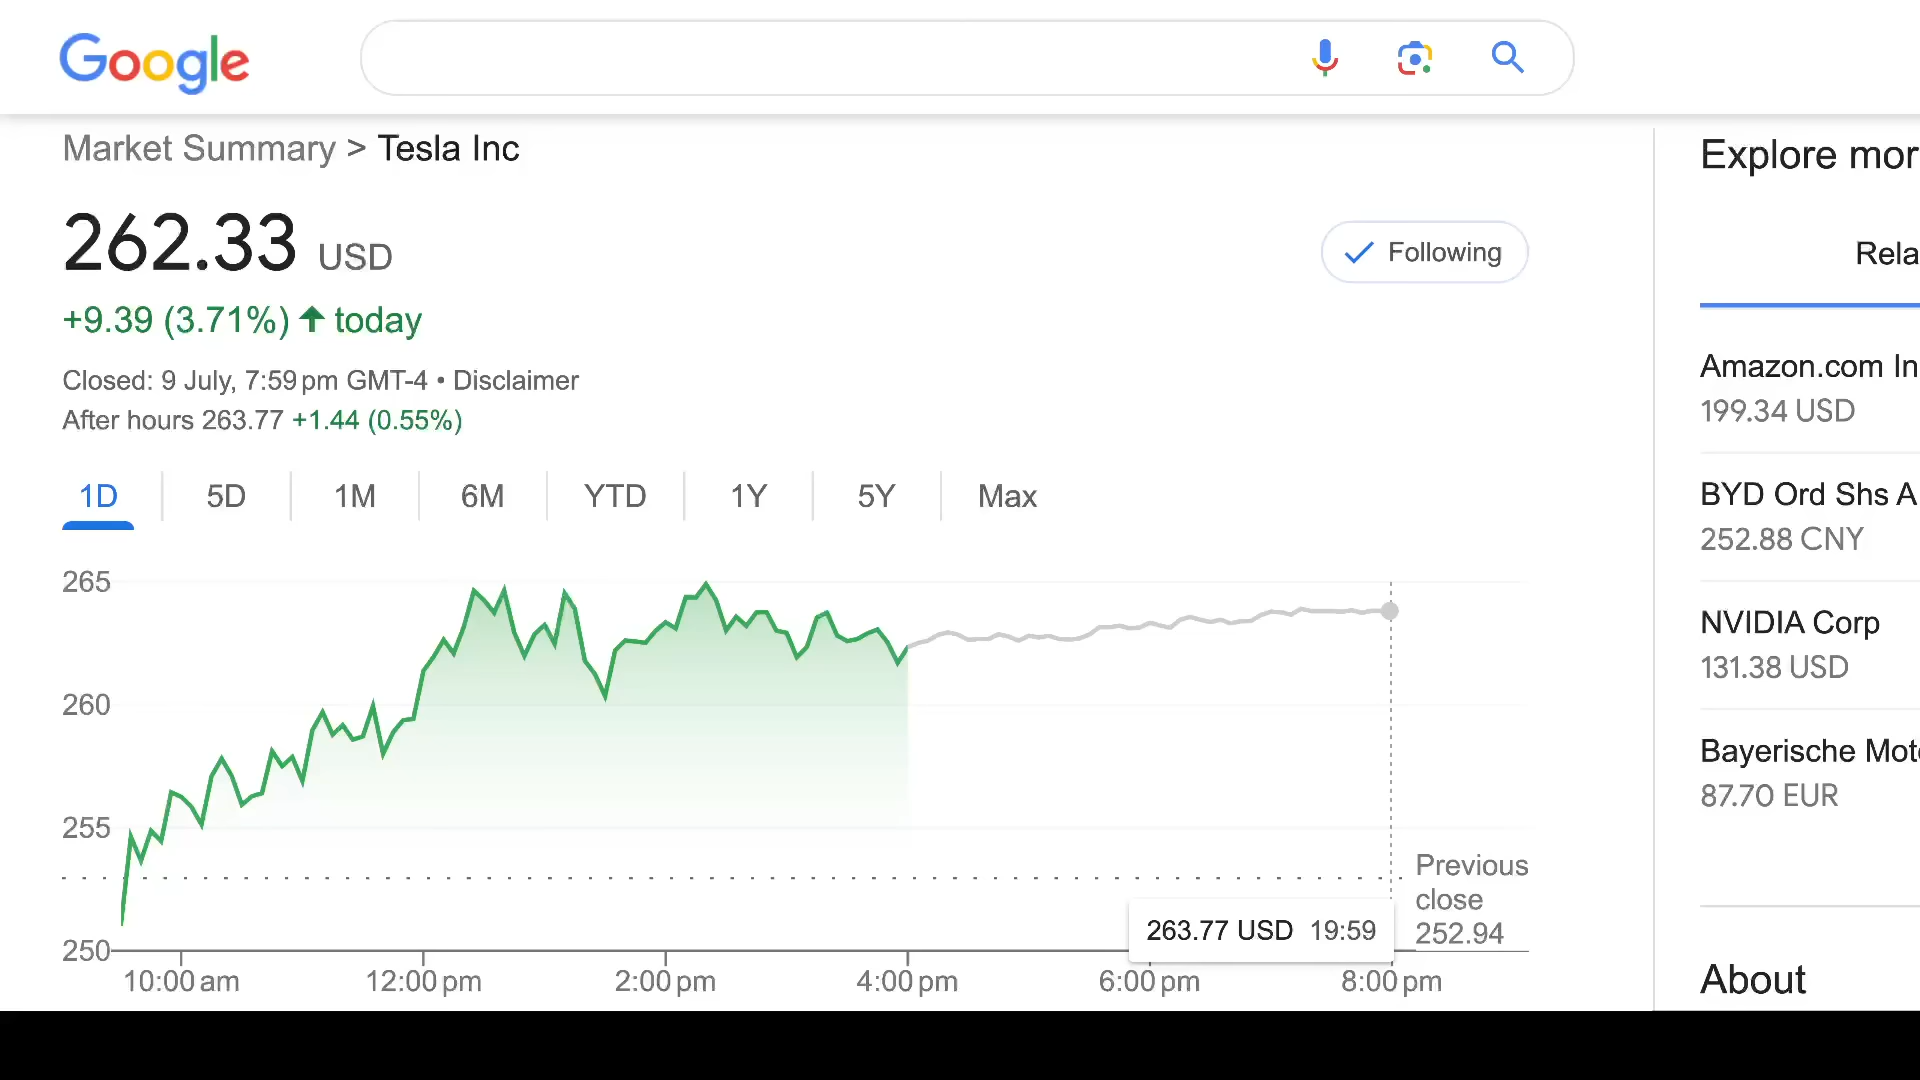 Google
Market Summary > Tesla Inc
262.33 USD
Following
+9.39 (3.71%) today
Closed: 9 July, 7:59 pm GMT-4 • Disclaimer
After hours 263.77 +1.44 (0.55%)
1D 5D 1M 6M YTD 1Y 5Y Max
265
260
255
250
Previous
close
252.94
263.77 USD 19:59
10:00 am 12:00 pm 2:00 pm 4:00 pm 6:00 pm 8:00 pm
Explore mor
Rela
Amazon.com In
199.34 USD
BYD Ord Shs A
252.88 CNY
NVIDIA Corp
131.38 USD
Bayerische Mot
87.70 EUR
About